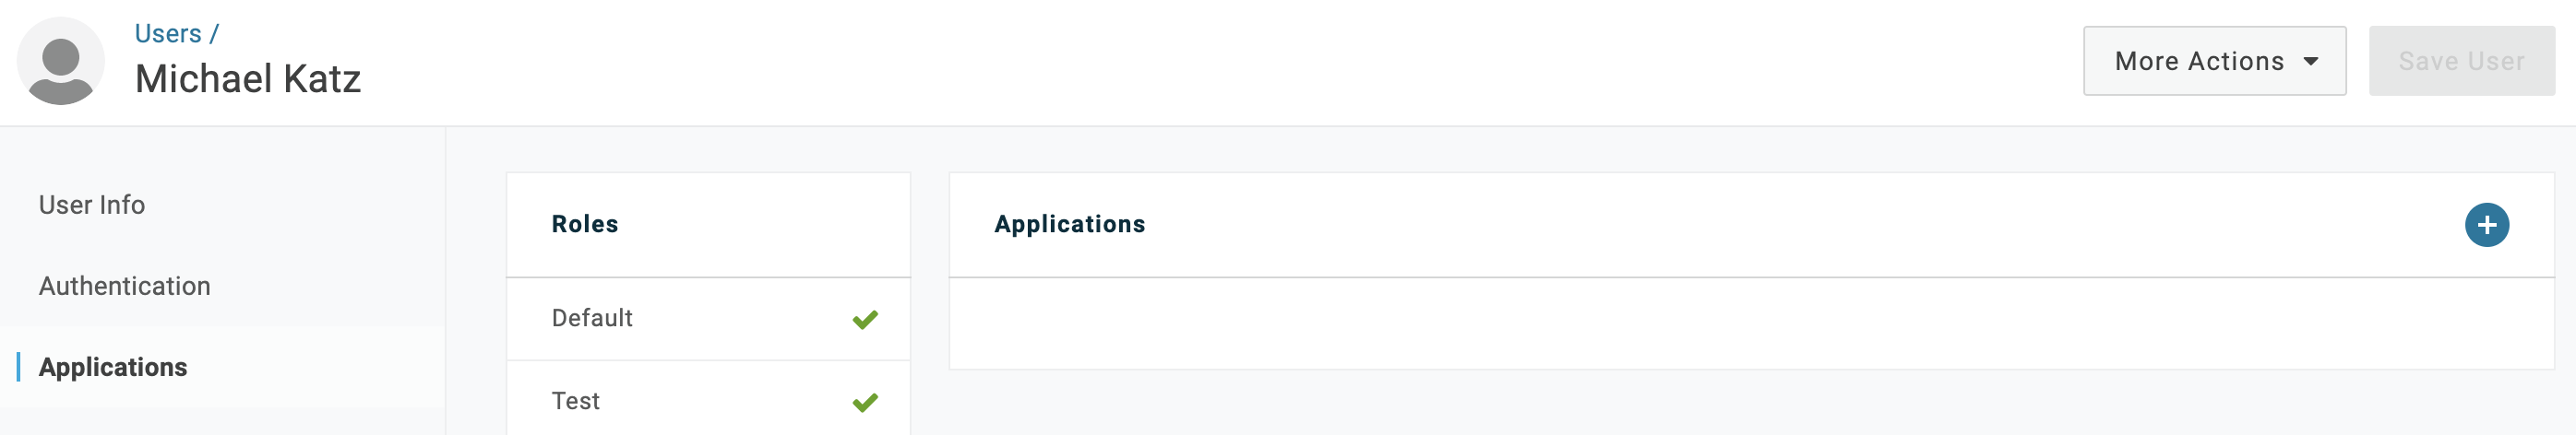 Users /
Michael Katz
More Actions
Save User
User Info
Authentication
Applications
Roles
Default
Test
Applications